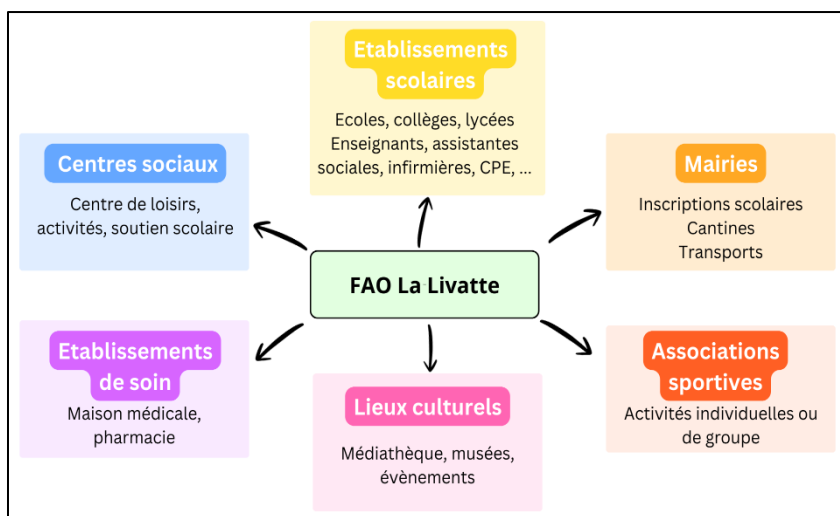 Etablissements
scolaires
Ecoles, collèges, lycées
Enseignants, assistantes
sociales, infirmières, CPE, ...
Centres sociaux
Centre de loisirs,
activités, soutien scolaire
Mairies
Inscriptions scolaires
Cantines
Transports
FAO La Livatte
Etablissements
de soin
Maison médicale,
pharmacie
Lieux culturels
Médiathèque, musées,
évènements
Associations
sportives
Activités individuelles ou
de groupe